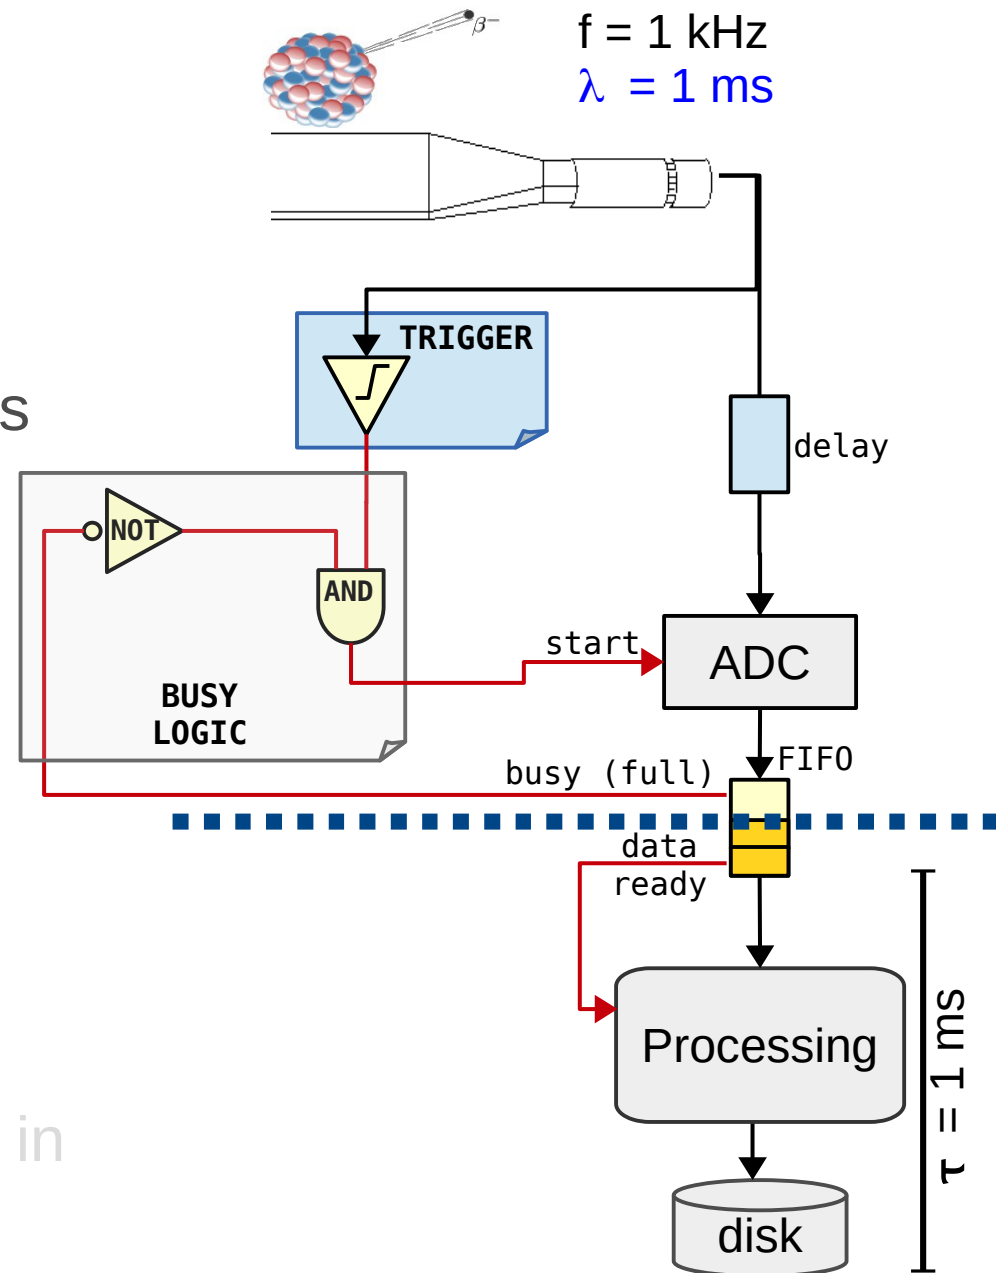 β⁻
f = 1 kHz
λ = 1 ms
TRIGGER
s
delay
NOT
AND
start
ADC
BUSY
LOGIC
FIFO
busy (full)
data
ready
Processing
τ = 1 ms
in
disk